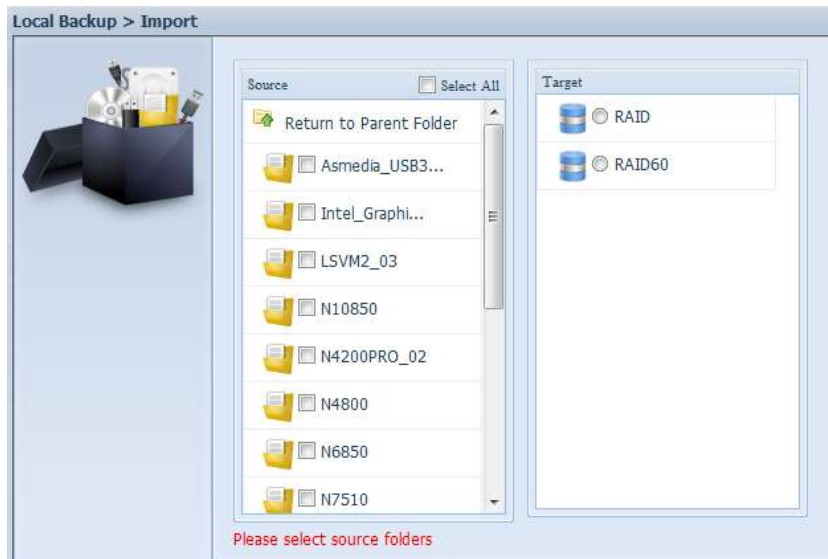 Local Backup > Import
Source
Select All
Return to Parent Folder
Asmedia_USB3...
Intel_Graphi...
LSVM2_03
N10850
N4200PRO_02
N4800
N6850
N7510
Please select source folders
Target
RAID
RAID60